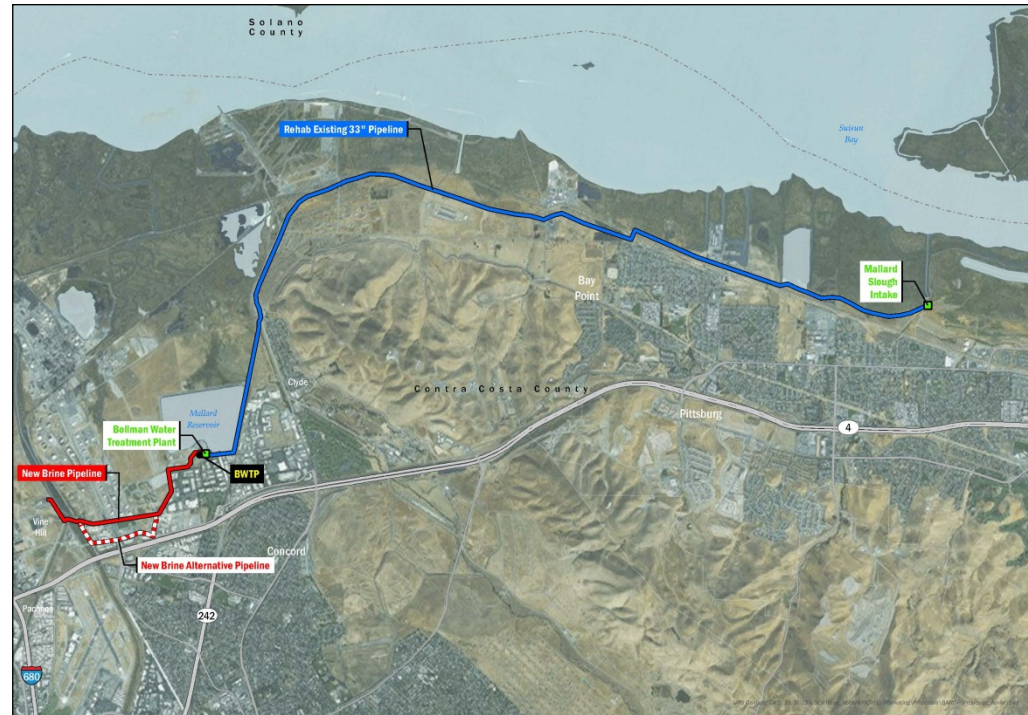 Solano
County
Rehab Existing 33" Pipeline
Suisun
Bay
Mallard
Slough
Intake
Bay
Point
Clyde
Contra Costa County
Pittsburg
4
Mallard
Reservoir
Bollman Water
Treatment Plant
BWTP
New Brine Pipeline
Vine
Hill
New Brine Alternative Pipeline
Concord
Pacheco
242
680